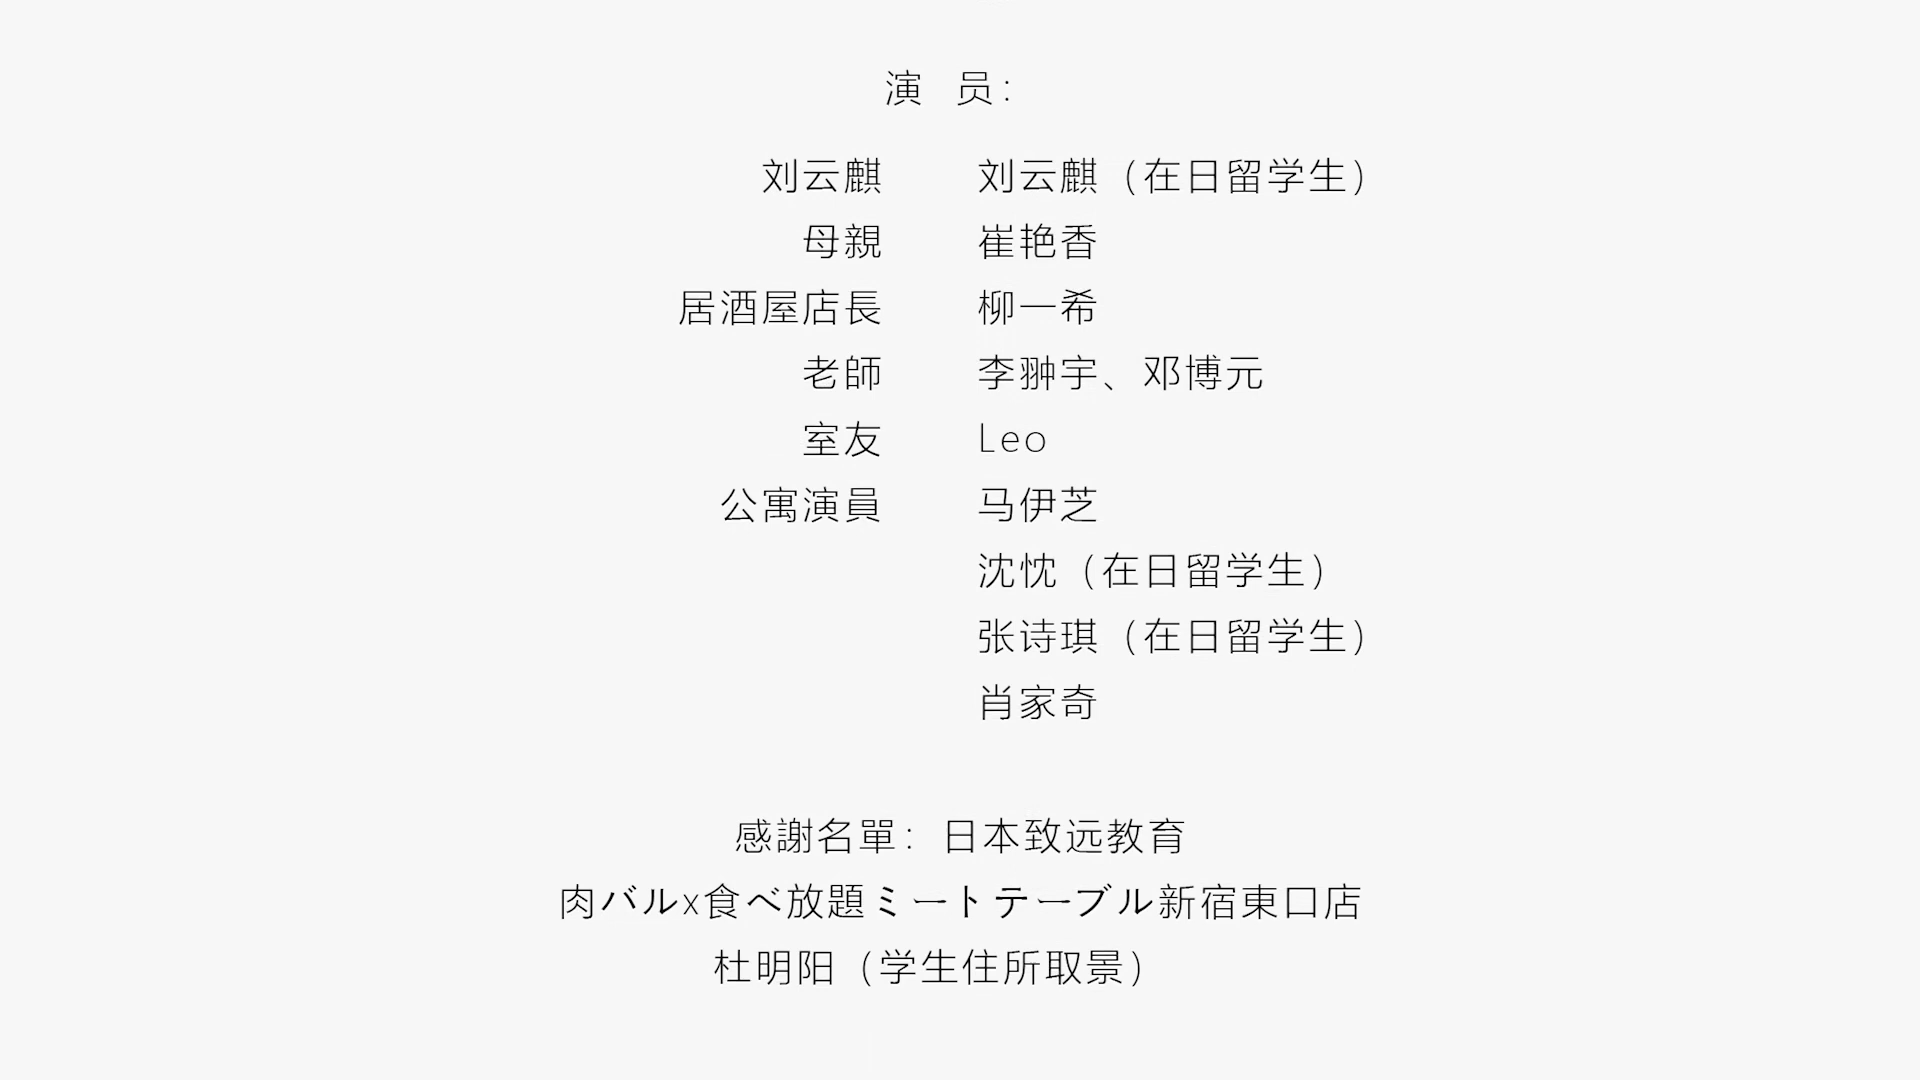 演 员：
刘云麒 刘云麒（在日留学生）
母親 崔艳香
居酒屋店長 柳一希
老師 李翀宇、邓博元
室友 Leo
公寓演員 马伊芝
沈忱（在日留学生）
张诗琪（在日留学生）
肖家奇
感謝名單：日本致远教育
肉バルx食べ放題ミートテーブル新宿東口店
杜明阳（学生住所取景）